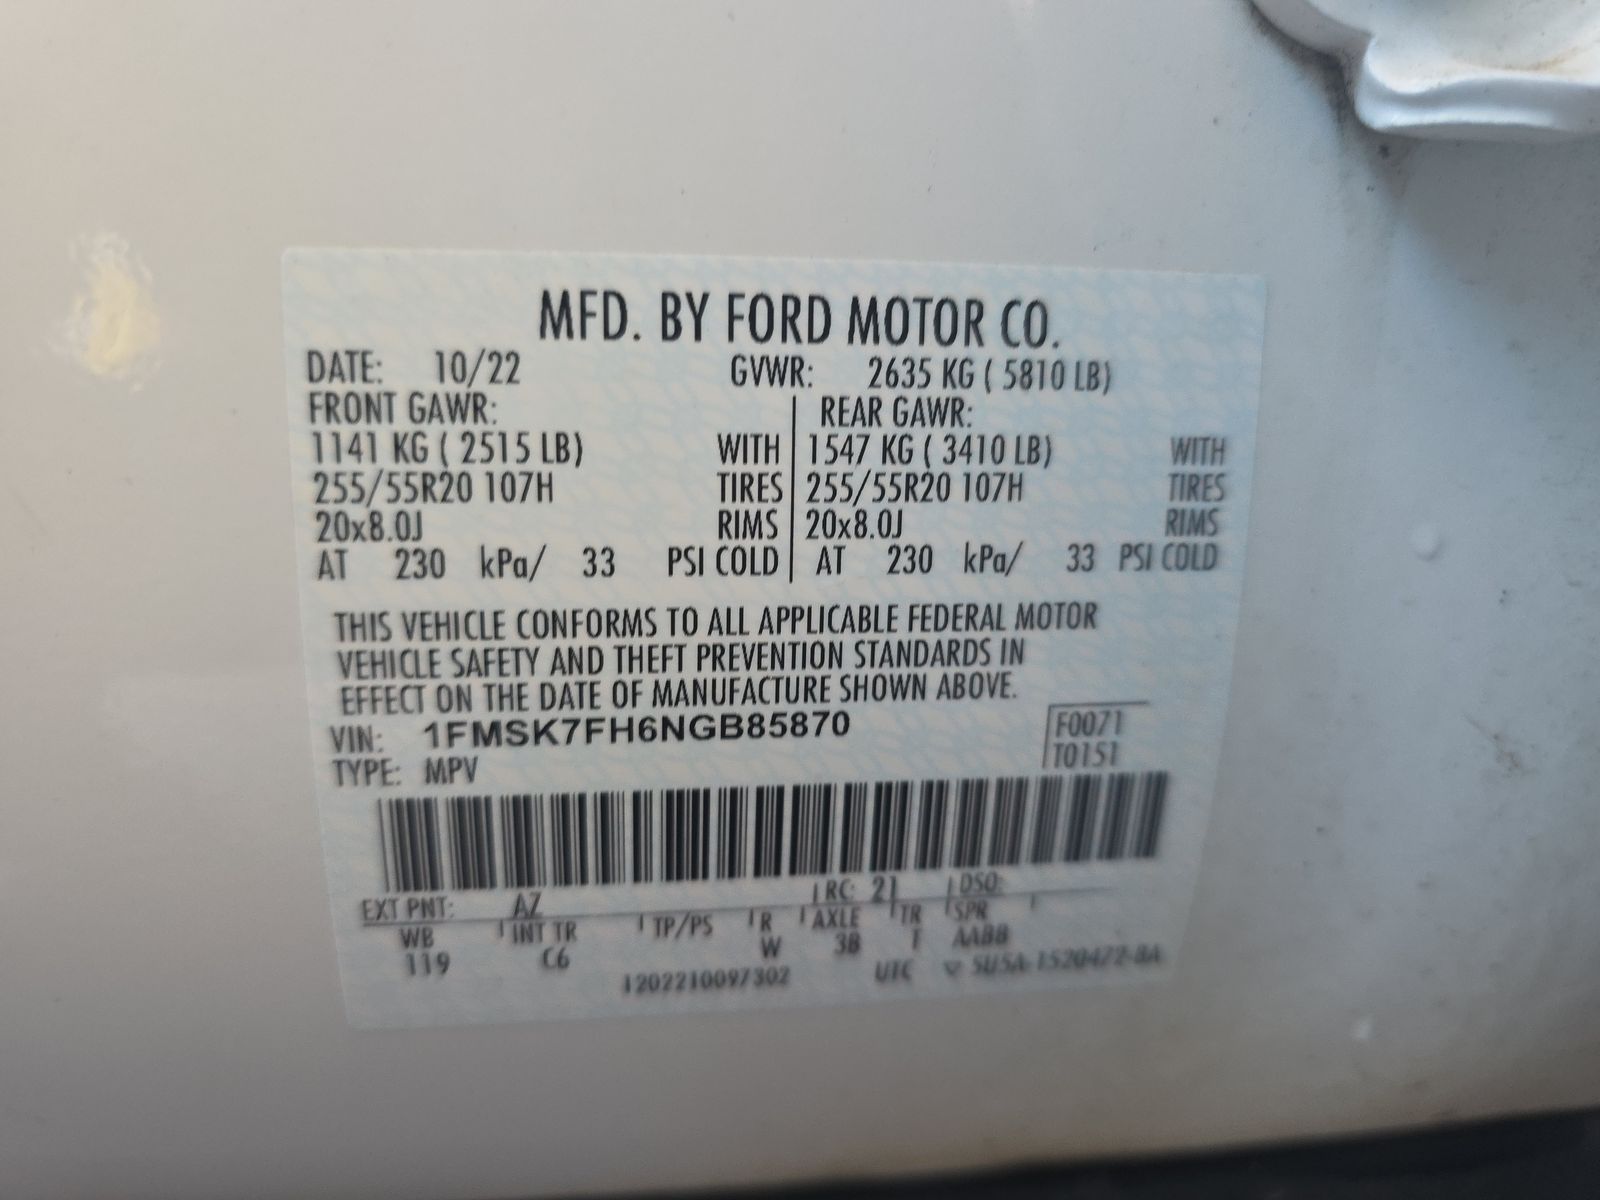 MFD. BY FORD MOTOR CO.
DATE: 10/22 GVWR: 2635 KG ( 5810 LB)
FRONT GAWR: REAR GAWR:
1141 KG ( 2515 LB) WITH 1547 KG ( 3410 LB) WITH
255/55R20 107H TIRES 255/55R20 107H TIRES
20x8.0J RIMS 20x8.0J RIMS
AT 230 kPa/ 33 PSI COLD AT 230 kPa/ 33 PSI COLD
THIS VEHICLE CONFORMS TO ALL APPLICABLE FEDERAL MOTOR
VEHICLE SAFETY AND THEFT PREVENTION STANDARDS IN
EFFECT ON THE DATE OF MANUFACTURE SHOWN ABOVE.
VIN: 1FMSK7FH6NGB85870 F0071
TYPE: MPV T0151
EXT PNT: AZ RC: 21 DSO:
WB INT TR TP/PS R AXLE TR SPR
119 C6 W 3B T AABB
1202210097302 UTC ▽ 5U5A-1520472-BA